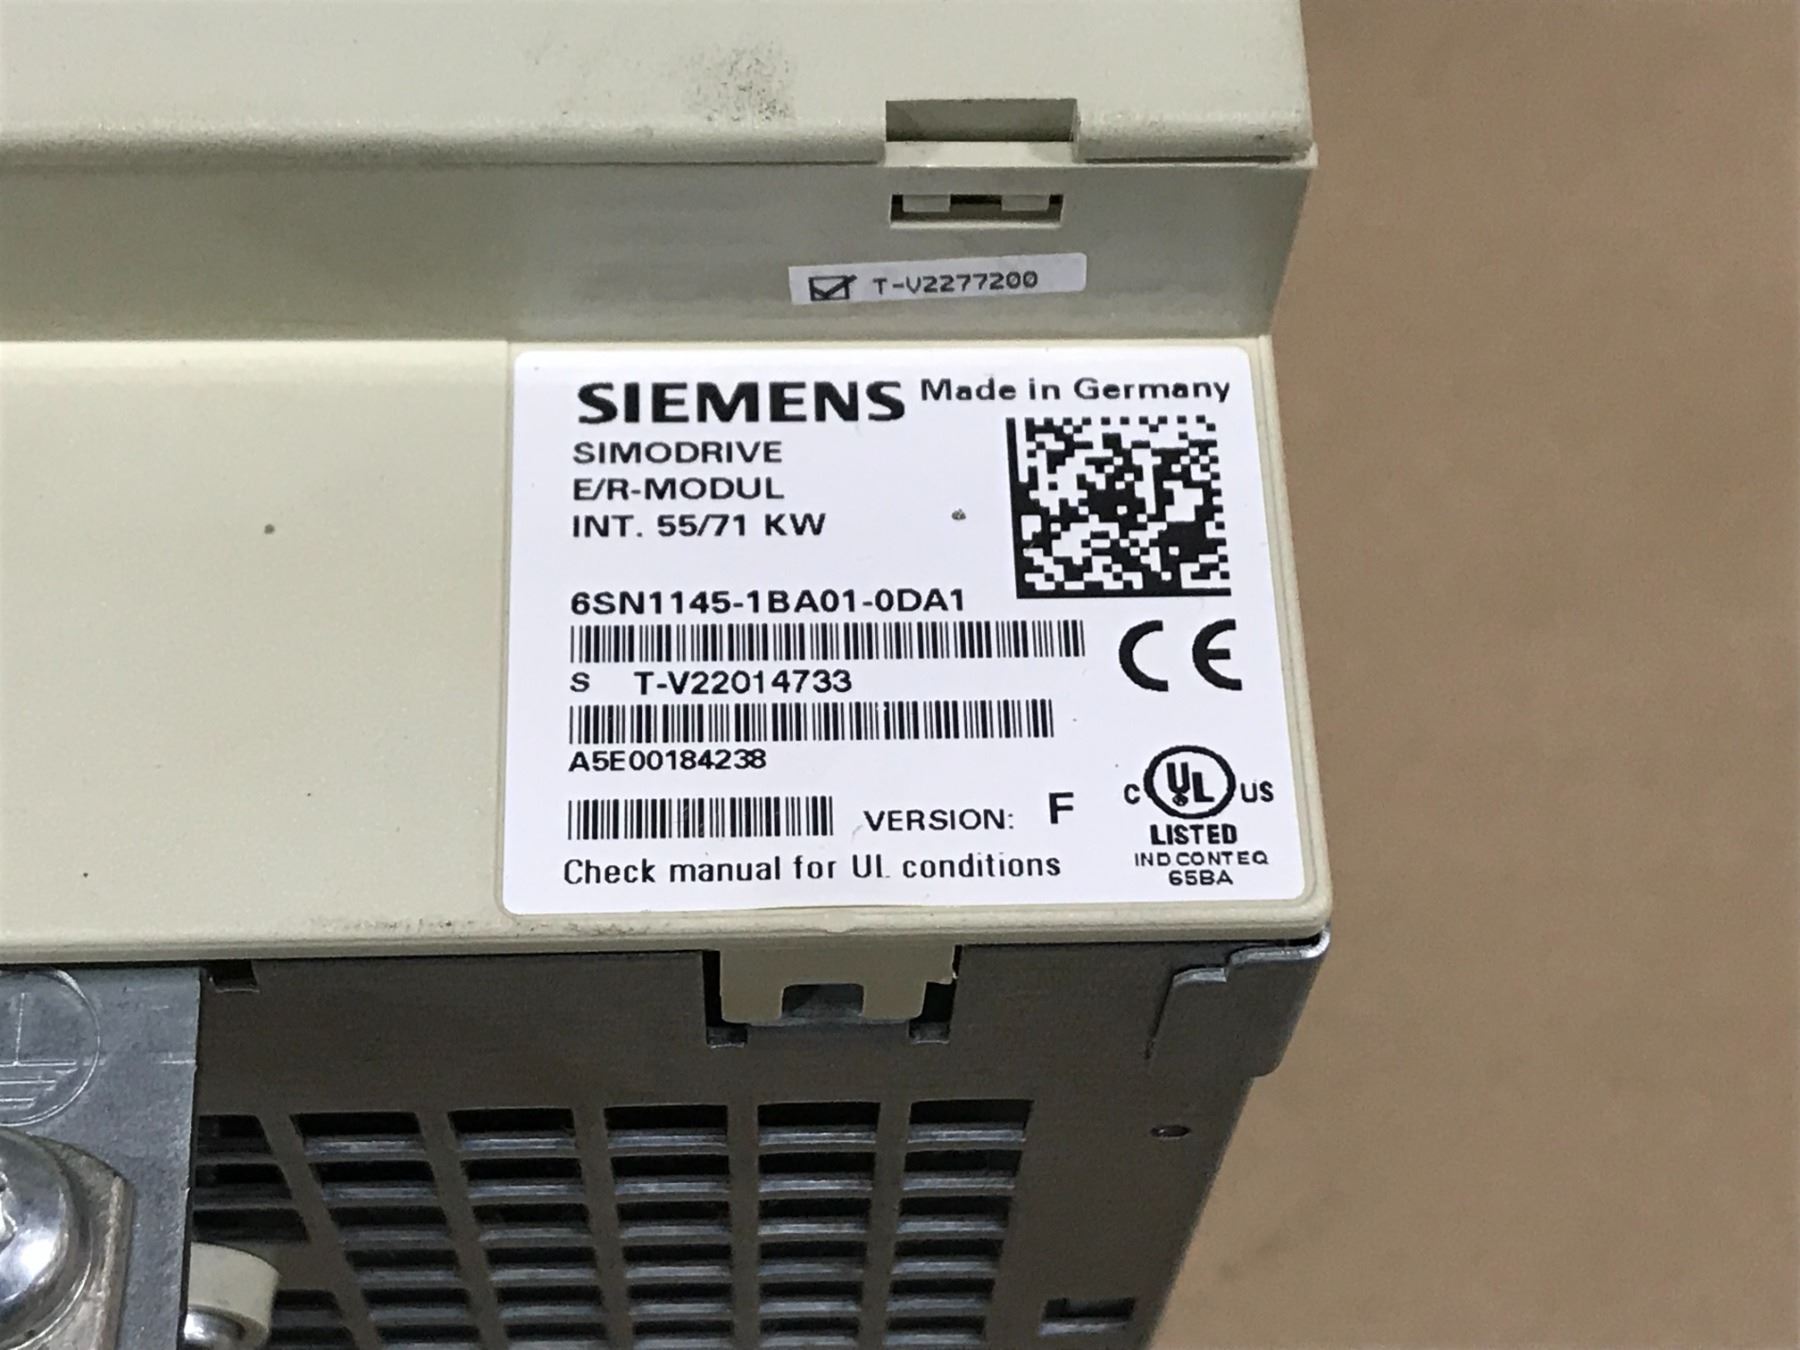 T-V2277200
SIEMENS Made in Germany
SIMODRIVE
E/R-MODUL
INT. 55/71 KW
6SN1145-1BA01-0DA1
S T-V22014733
A5E00184238
VERSION: F
Check manual for UL conditions
CE
C UL US
LISTED
IND CONT EQ
65BA